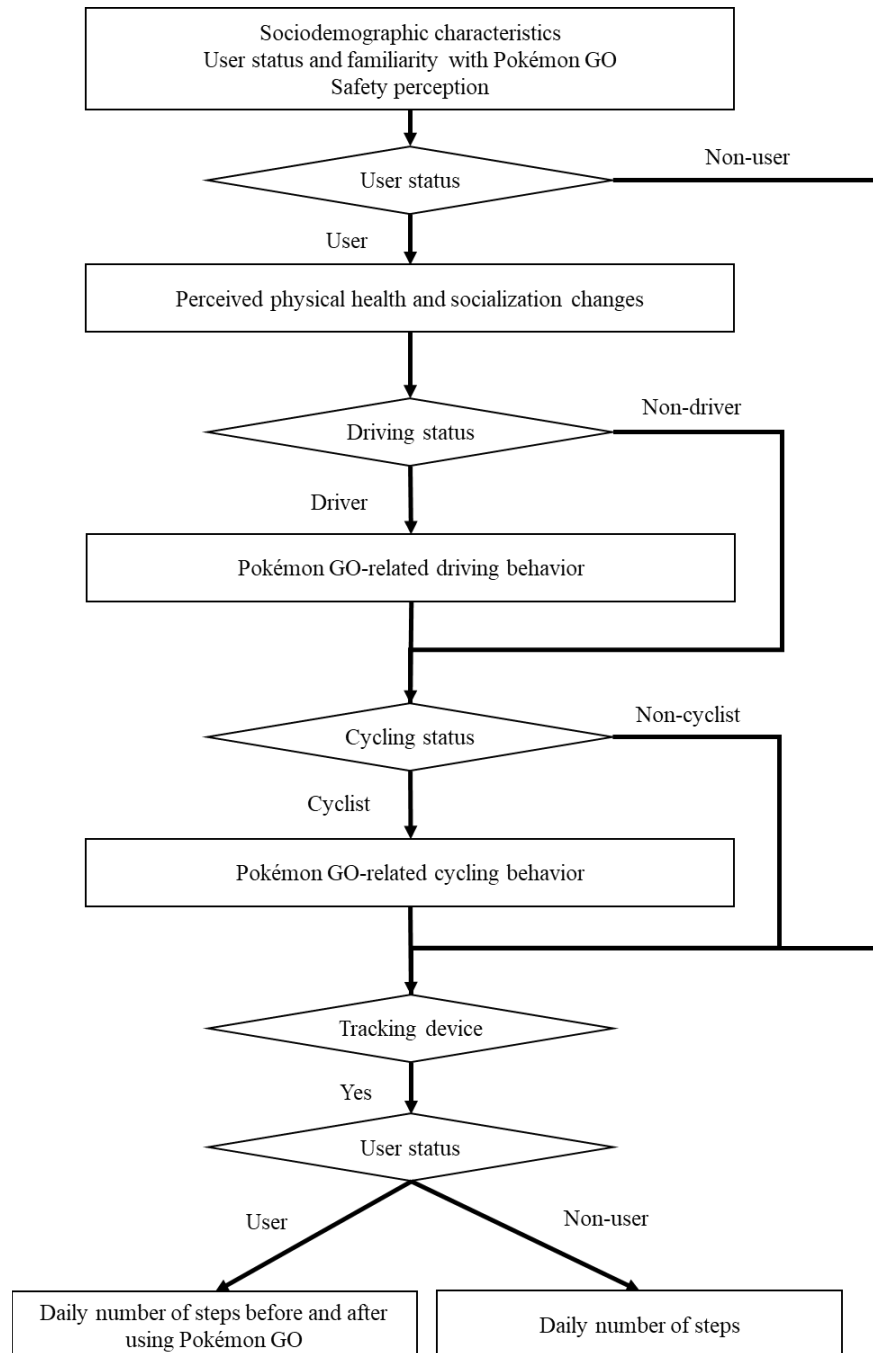 Sociodemographic characteristics
User status and familiarity with Pokémon GO
Safety perception
User status
Non-user
User
Perceived physical health and socialization changes
Driving status
Non-driver
Driver
Pokémon GO-related driving behavior
Cycling status
Non-cyclist
Cyclist
Pokémon GO-related cycling behavior
Tracking device
Yes
User status
User
Non-user
Daily number of steps before and after
using Pokémon GO
Daily number of steps